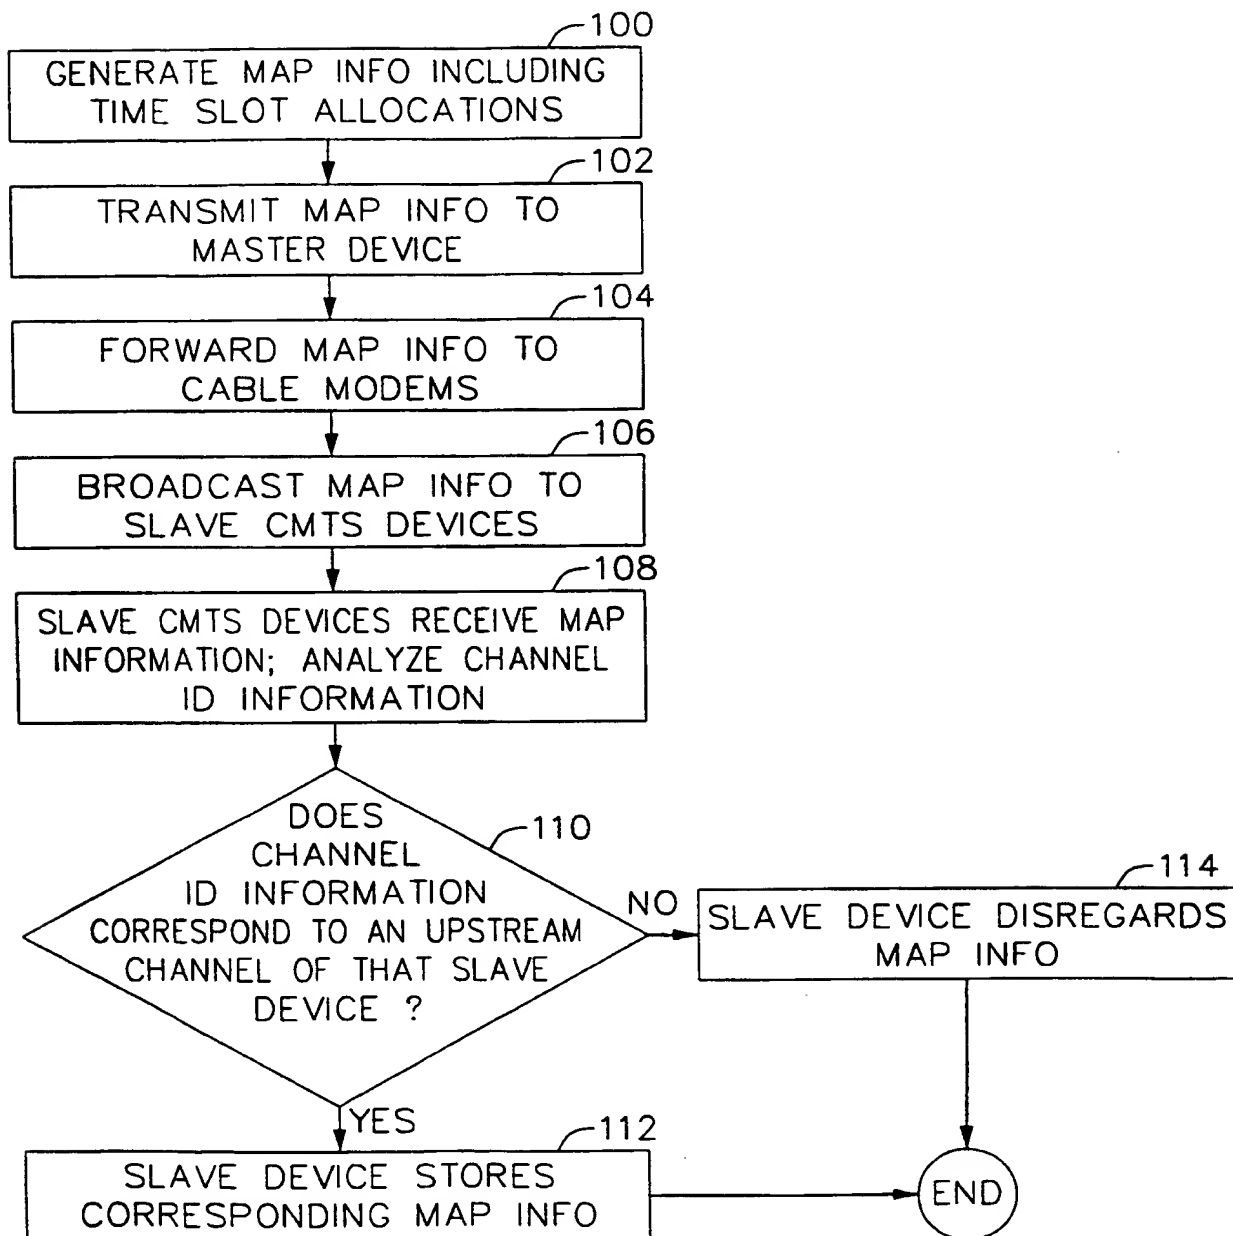 100
GENERATE MAP INFO INCLUDING
TIME SLOT ALLOCATIONS
102
TRANSMIT MAP INFO TO
MASTER DEVICE
104
FORWARD MAP INFO TO
CABLE MODEMS
106
BROADCAST MAP INFO TO
SLAVE CMTS DEVICES
108
SLAVE CMTS DEVICES RECEIVE MAP
INFORMATION; ANALYZE CHANNEL
ID INFORMATION
110
DOES
CHANNEL
ID INFORMATION
CORRESPOND TO AN UPSTREAM
CHANNEL OF THAT SLAVE
DEVICE ?
NO
114
SLAVE DEVICE DISREGARDS
MAP INFO
YES
112
SLAVE DEVICE STORES
CORRESPONDING MAP INFO
END